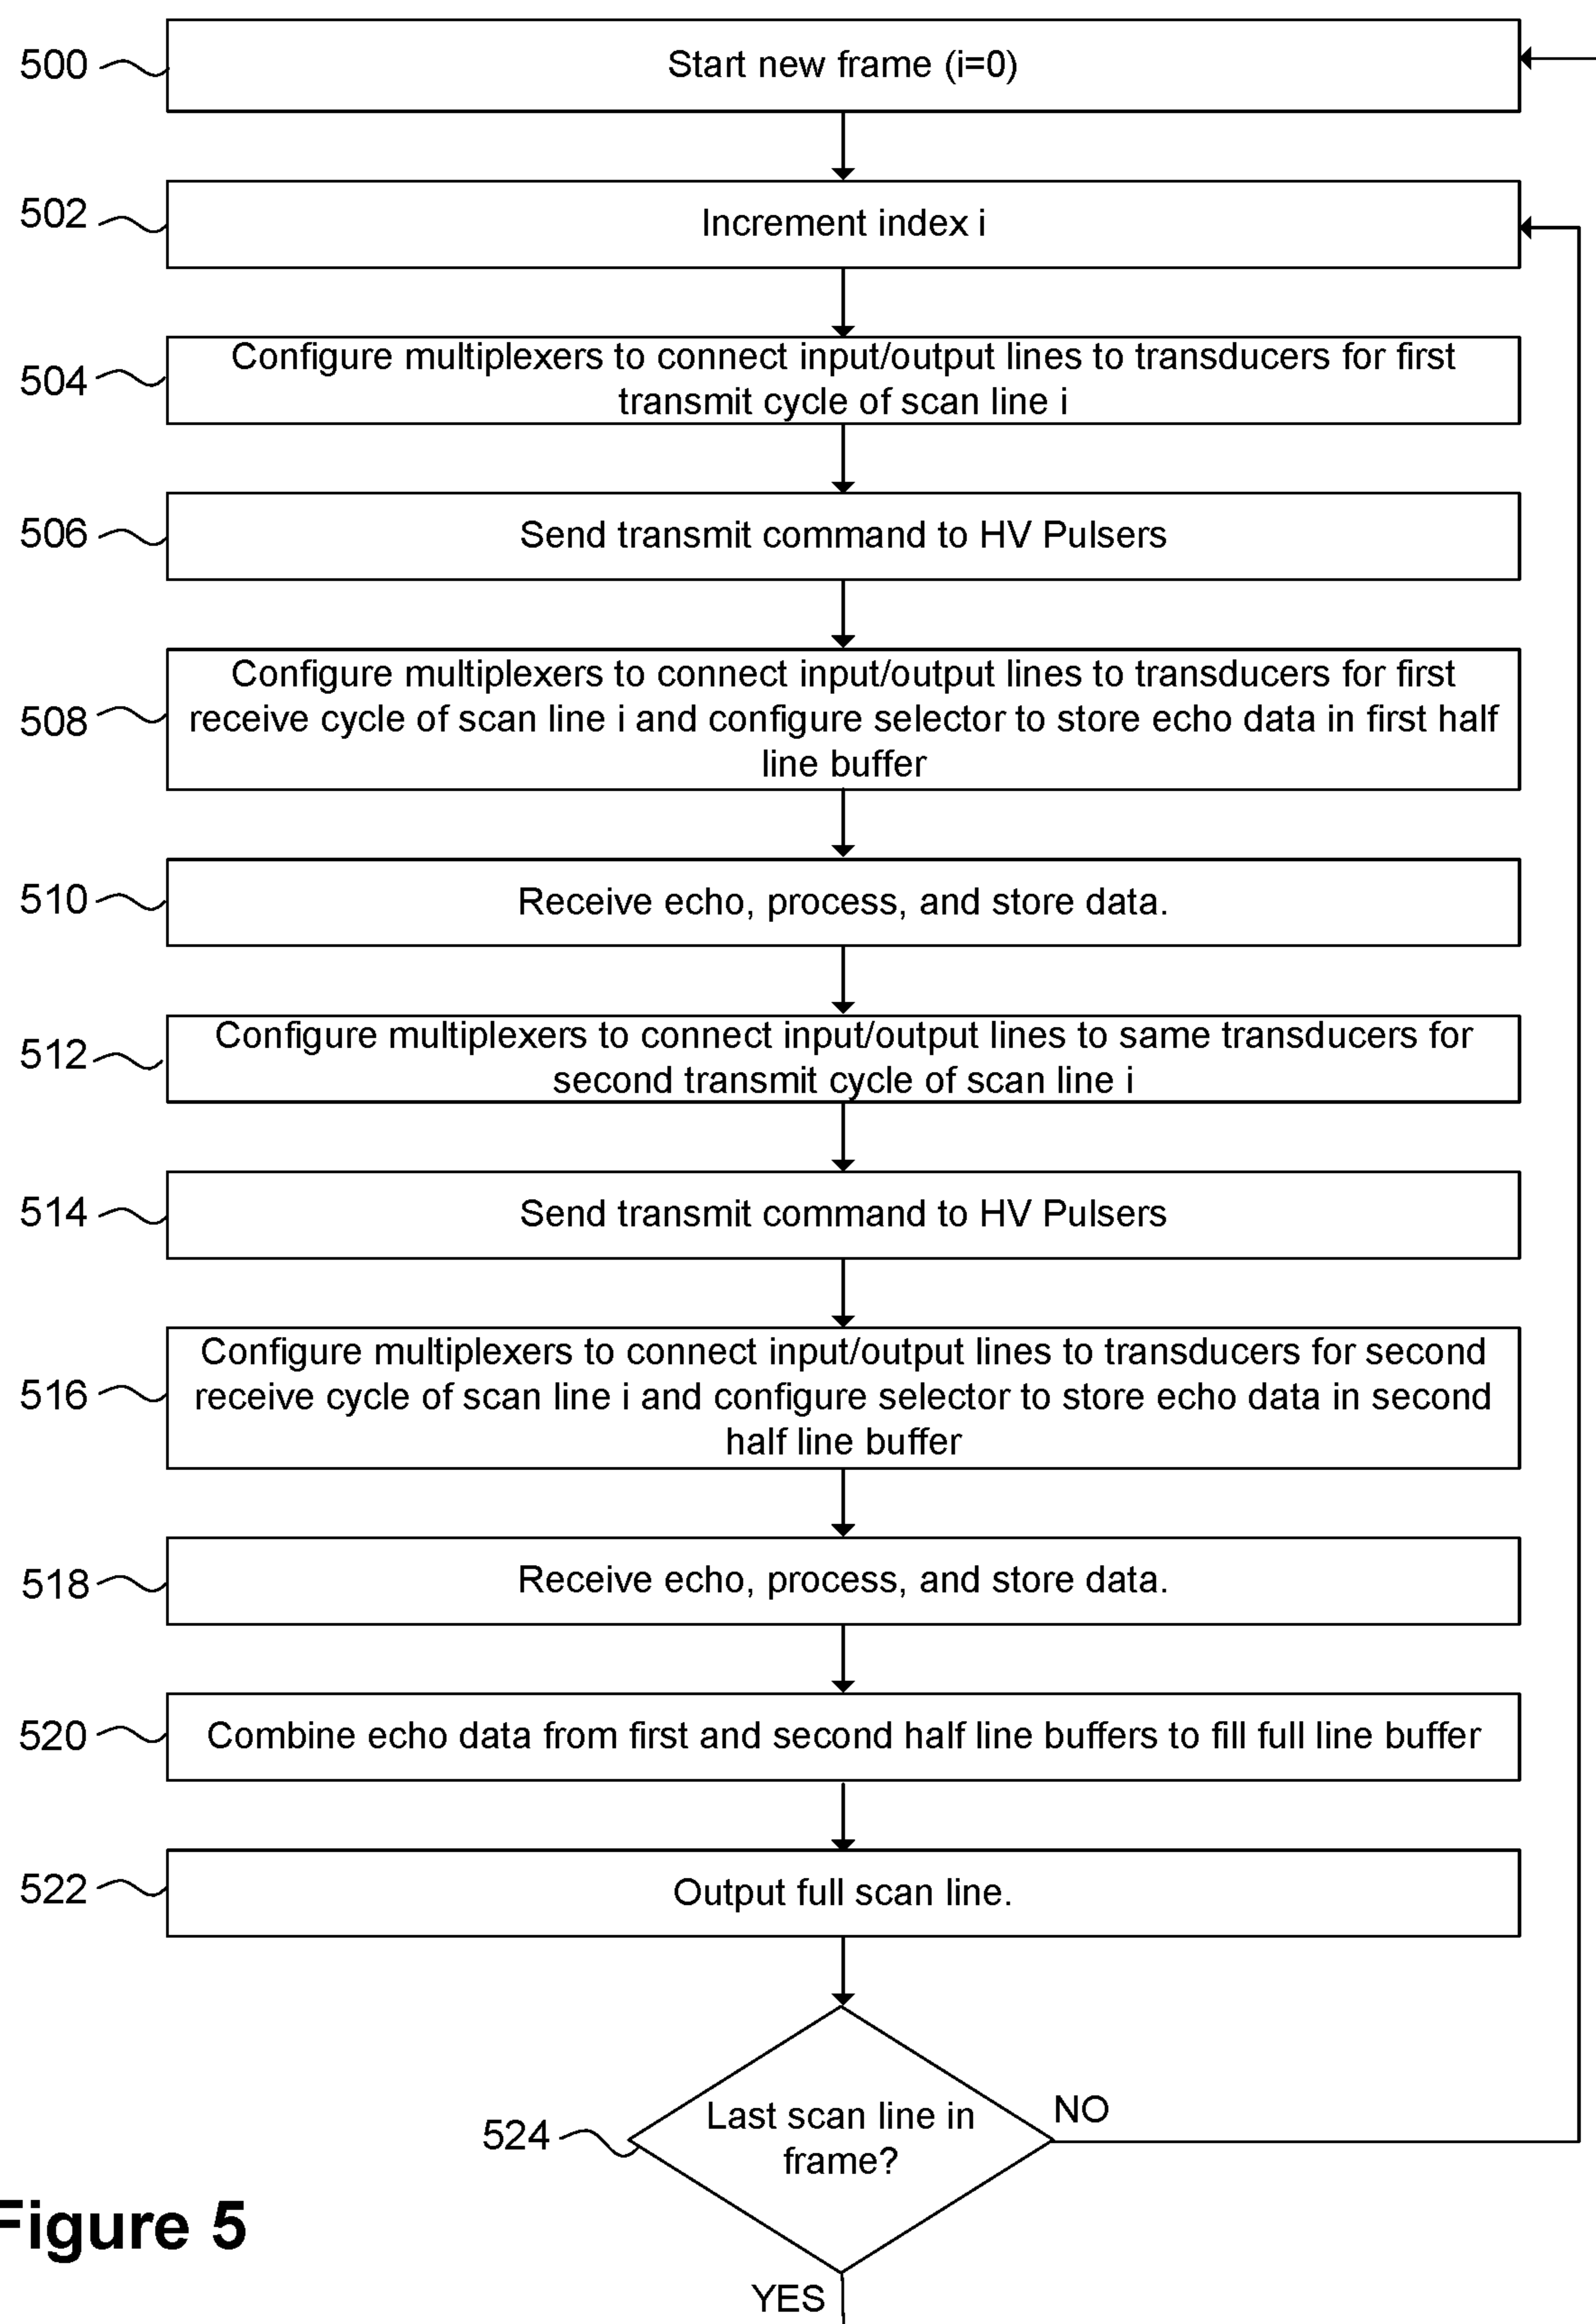 500
Start new frame (i=0)
502
Increment index i
504
Configure multiplexers to connect input/output lines to transducers for first
transmit cycle of scan line i
506
Send transmit command to HV Pulsers
508
Configure multiplexers to connect input/output lines to transducers for first
receive cycle of scan line i and configure selector to store echo data in first half
line buffer
510
Receive echo, process, and store data.
512
Configure multiplexers to connect input/output lines to same transducers for
second transmit cycle of scan line i
514
Send transmit command to HV Pulsers
516
Configure multiplexers to connect input/output lines to transducers for second
receive cycle of scan line i and configure selector to store echo data in second
half line buffer
518
Receive echo, process, and store data.
520
Combine echo data from first and second half line buffers to fill full line buffer
522
Output full scan line.
524
Last scan line in
frame?
NO
YES
Figure 5